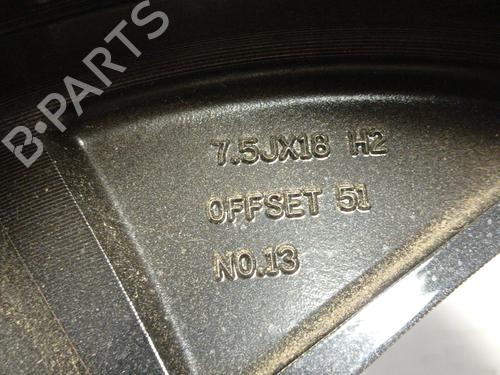 B-PARTS
7.5JX18 H2
OFFSET 51
NO.13